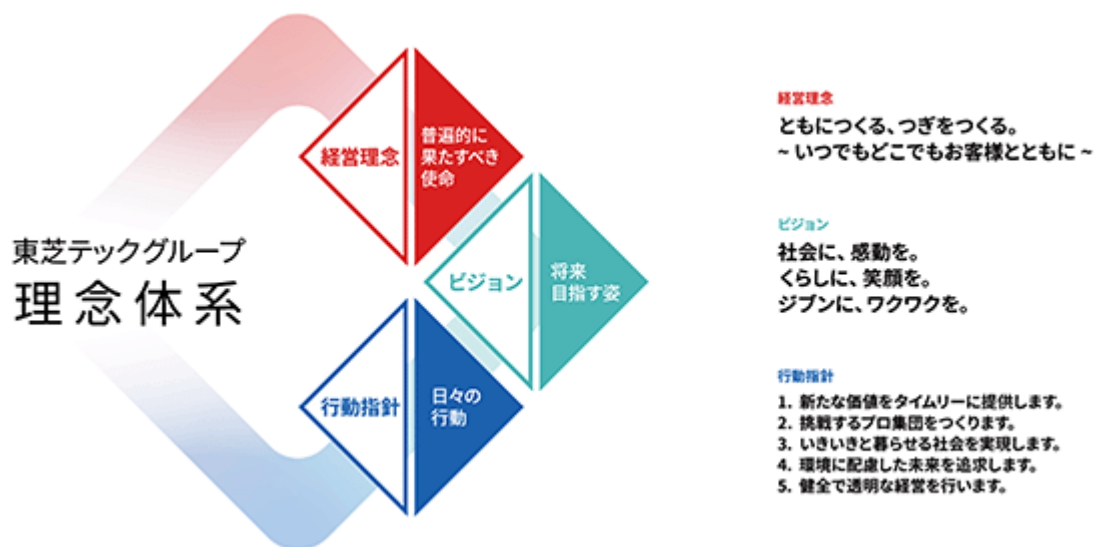 東芝テックグループ
理念体系
経営理念
普遍的に
果たすべき
使命
ビジョン
将来
目指す姿
行動指針
日々の
行動
経営理念
ともにつくる、つぎをつくる。
~ いつでもどこでもお客様とともに ~
ビジョン
社会に、感動を。
くらしに、笑顔を。
ジブンに、ワクワクを。
行動指針
1. 新たな価値をタイムリーに提供します。
2. 挑戦するプロ集団をつくります。
3. いきいきと暮らせる社会を実現します。
4. 環境に配慮した未来を追求します。
5. 健全で透明な経営を行います。